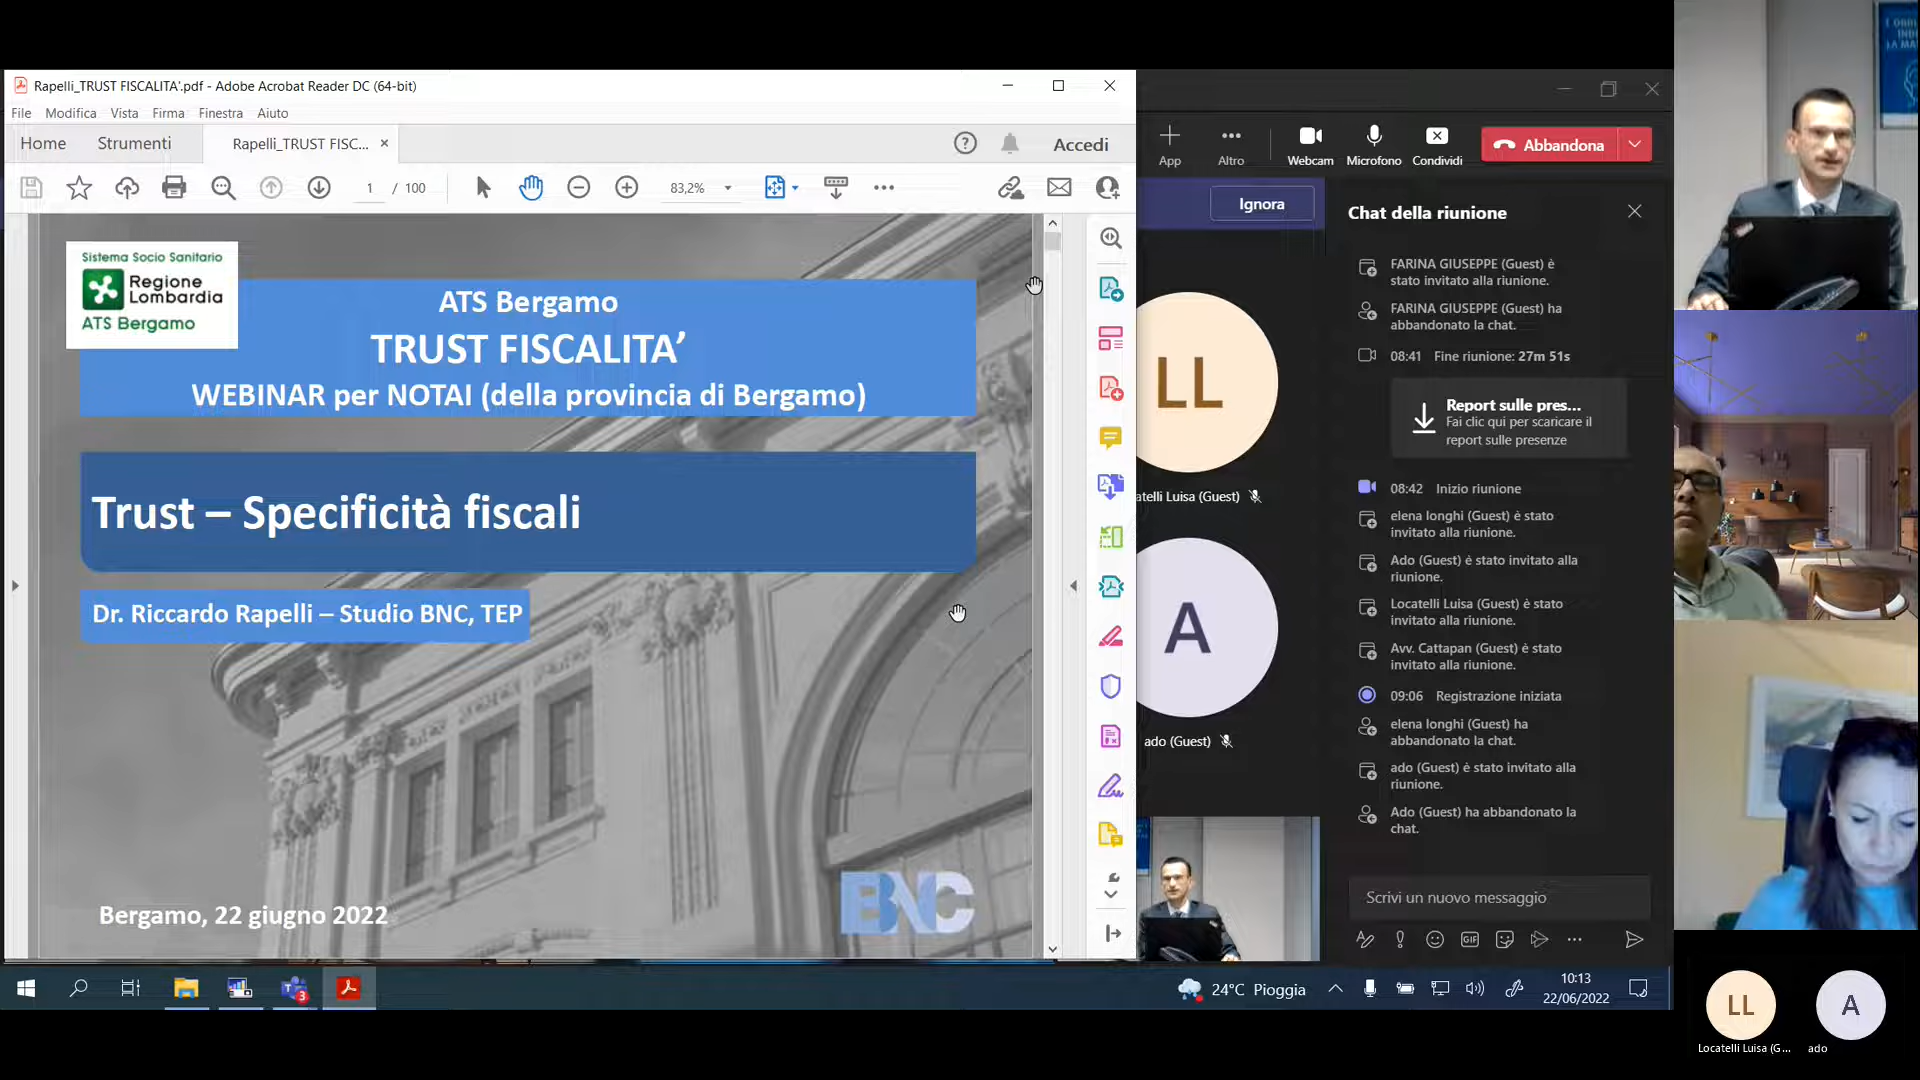 Rapelli_TRUST FISCALITA'.pdf - Adobe Acrobat Reader DC (64-bit)
File Modifica Vista Firma Finestra Aiuto
Home Strumenti Rapelli_TRUST FISC... × Accedi
1 / 100 83,2%
Sistema Socio Sanitario
Regione
Lombardia
ATS Bergamo
ATS Bergamo
TRUST FISCALITA’
WEBINAR per NOTAI (della provincia di Bergamo)
Trust – Specificità fiscali
Dr. Riccardo Rapelli – Studio BNC, TEP
Bergamo, 22 giugno 2022
BNC
App Altro Webcam Microfono Condividi Abbandona
Ignora
LL
atelli Luisa (Guest)
A
ado (Guest)
Chat della riunione
FARINA GIUSEPPE (Guest) è
stato invitato alla riunione.
FARINA GIUSEPPE (Guest) ha
abbandonato la chat.
08:41 Fine riunione: 27m 51s
Report sulle pres...
Fai clic qui per scaricare il
report sulle presenze
08:42 Inizio riunione
elena longhi (Guest) è stato
invitato alla riunione.
Ado (Guest) è stato invitato alla
riunione.
Locatelli Luisa (Guest) è stato
invitato alla riunione.
Avv. Cattapan (Guest) è stato
invitato alla riunione.
09:06 Registrazione iniziata
elena longhi (Guest) ha
abbandonato la chat.
ado (Guest) è stato invitato alla
riunione.
Ado (Guest) ha abbandonato la
chat.
Scrivi un nuovo messaggio
GIF
3
24°C Pioggia
10:13
22/06/2022
LL
Locatelli Luisa (G...
A
ado